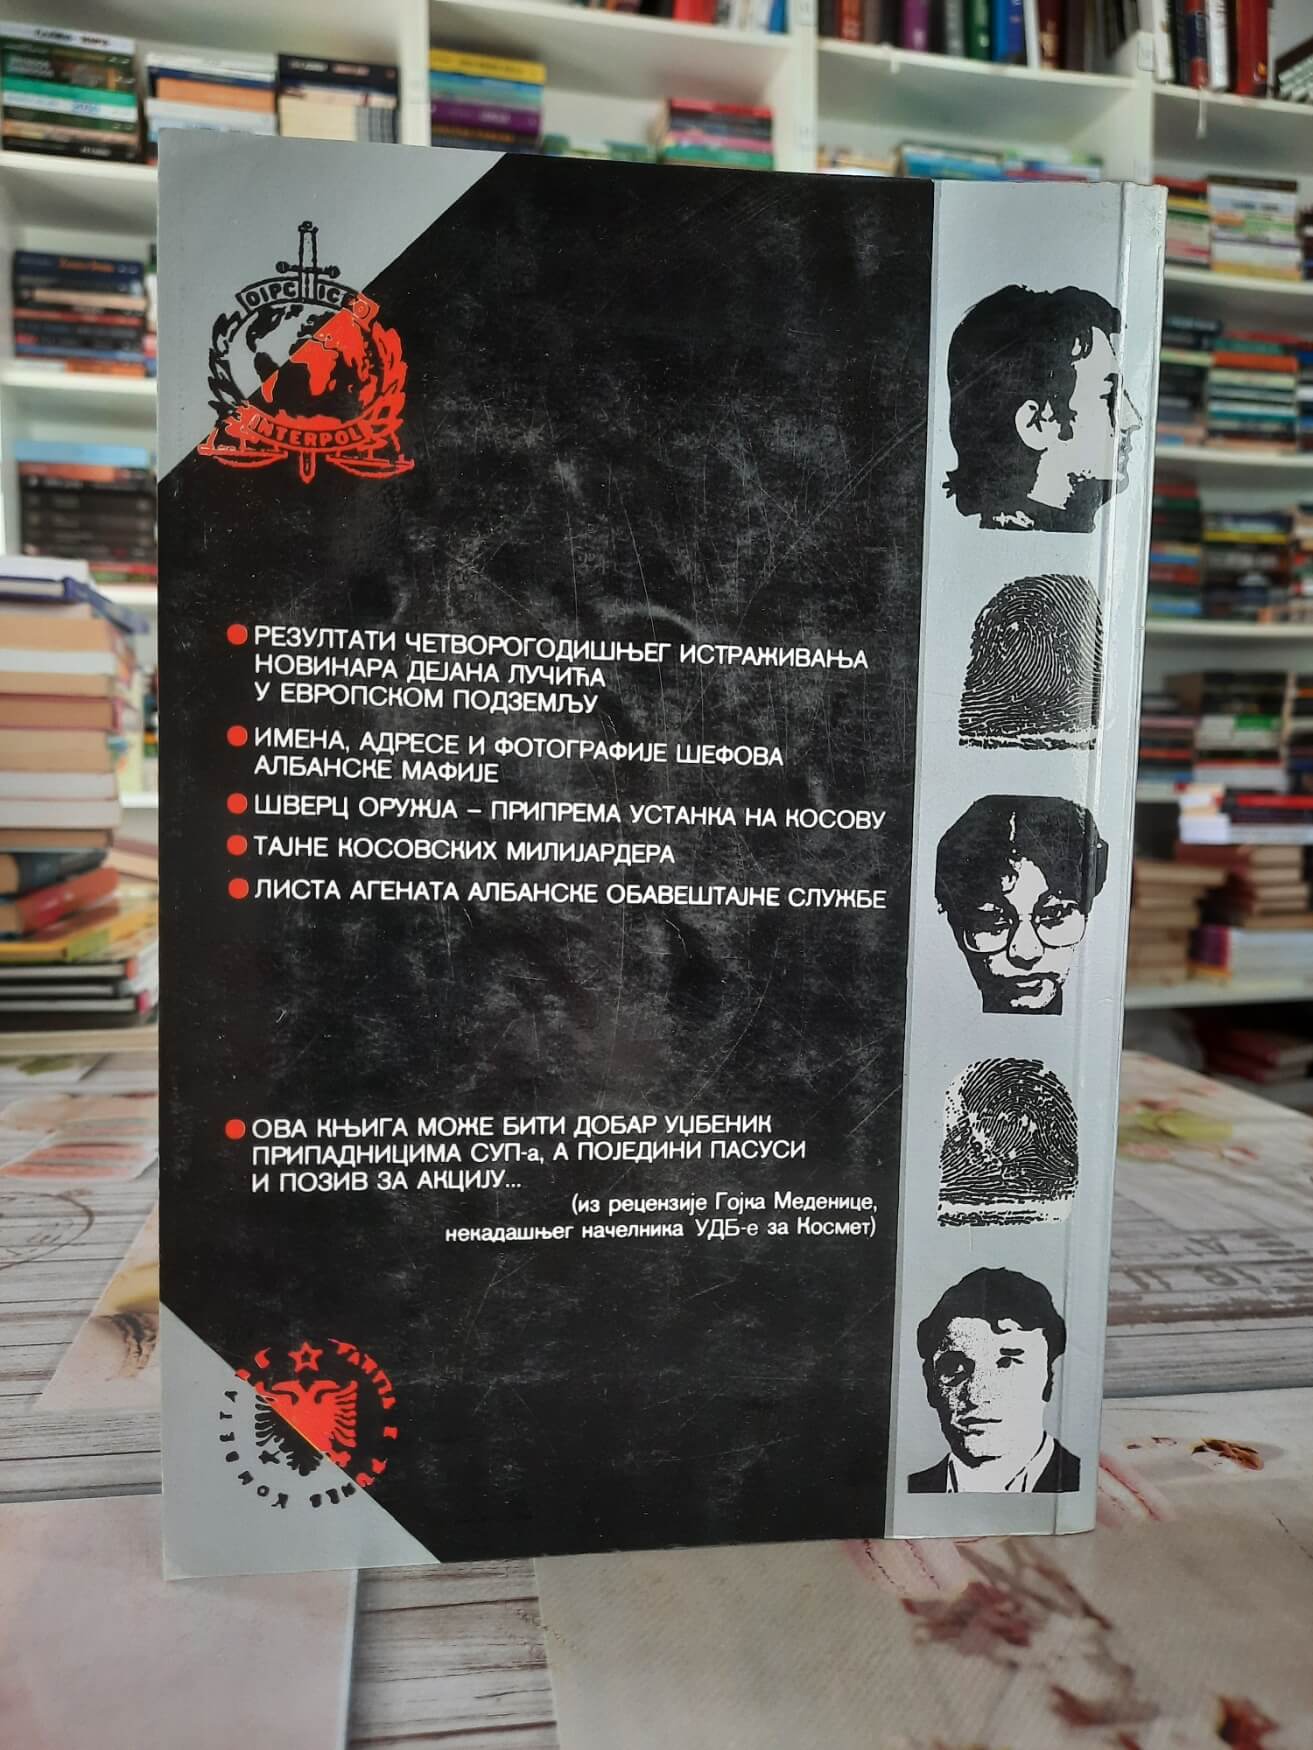 OIPC ICPO
INTERPOL
РЕЗУЛТАТИ ЧЕТВОРОГОДИШЊЕГ ИСТРАЖИВАЊА
НОВИНАРА ДЕЈАНА ЛУЧИЋА
У ЕВРОПСКОМ ПОДЗЕМЉУ
ИМЕНА, АДРЕСЕ И ФОТОГРАФИЈЕ ШЕФОВА
АЛБАНСКЕ МАФИЈЕ
ШВЕРЦ ОРУЖЈА – ПРИПРЕМА УСТАНКА НА КОСОВУ
ТАЈНЕ КОСОВСКИХ МИЛИЈАРДЕРА
ЛИСТА АГЕНАТА АЛБАНСКЕ ОБАВЕШТАЈНЕ СЛУЖБЕ
ОВА КЊИГА МОЖЕ БИТИ ДОБАР УЏБЕНИК
ПРИПАДНИЦИМА СУП-а, А ПОЈЕДИНИ ПАСУСИ
И ПОЗИВ ЗА АКЦИЈУ...
(из рецензије Гојка Меденице,
некадашњег начелника УДБ-е за Космет)